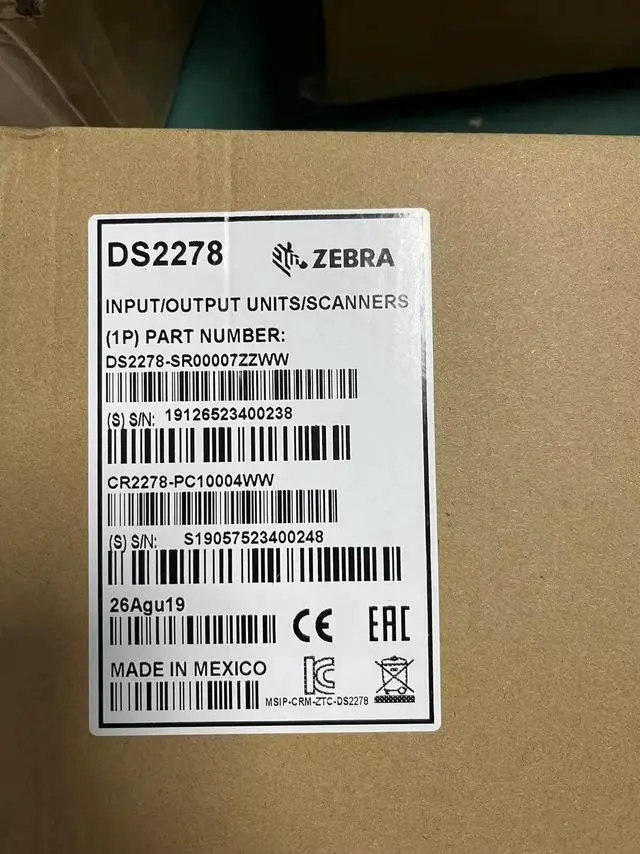 DS2278 ZEBRA
INPUT/OUTPUT UNITS/SCANNERS
(1P) PART NUMBER:
DS2278-SR00007ZZWW
(S) S/N: 19126523400238
CR2278-PC10004WW
(S) S/N: S19057523400248
26Agu19
CE EAC
MADE IN MEXICO
MSIP-CRM-ZTC-DS2278